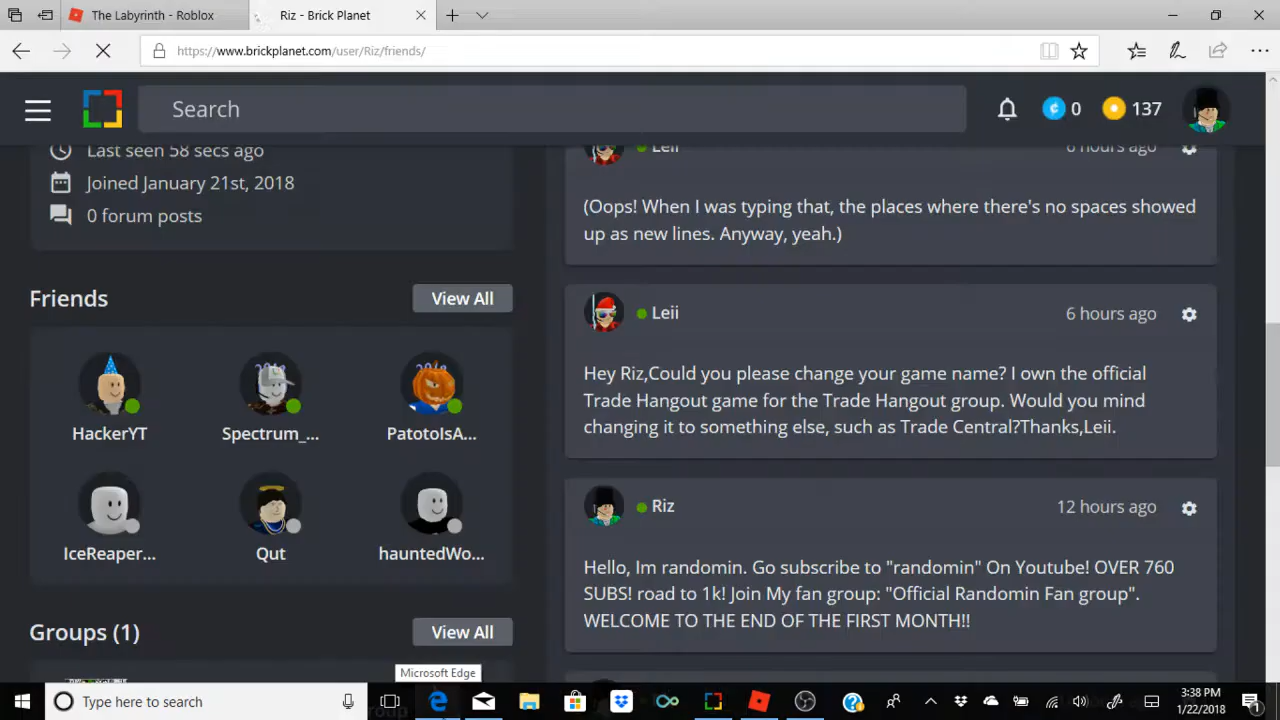 The Labyrinth - Roblox
Riz - Brick Planet
https://www.brickplanet.com/user/Riz/friends/
Search
0
137
Last seen 58 secs ago
Joined January 21st, 2018
0 forum posts
Friends
View All
HackerYT
Spectrum_...
PatotoIsA...
IceReaper...
Qut
hauntedWo...
Groups (1)
View All
Leii
6 hours ago
(Oops! When I was typing that, the places where there's no spaces showed
up as new lines. Anyway, yeah.)
Leii
6 hours ago
Hey Riz,Could you please change your game name? I own the official
Trade Hangout game for the Trade Hangout group. Would you mind
changing it to something else, such as Trade Central?Thanks,Leii.
Riz
12 hours ago
Hello, Im randomin. Go subscribe to "randomin" On Youtube! OVER 760
SUBS! road to 1k! Join My fan group: "Official Randomin Fan group".
WELCOME TO THE END OF THE FIRST MONTH!!
Microsoft Edge
Type here to search
3:38 PM
1/22/2018
1